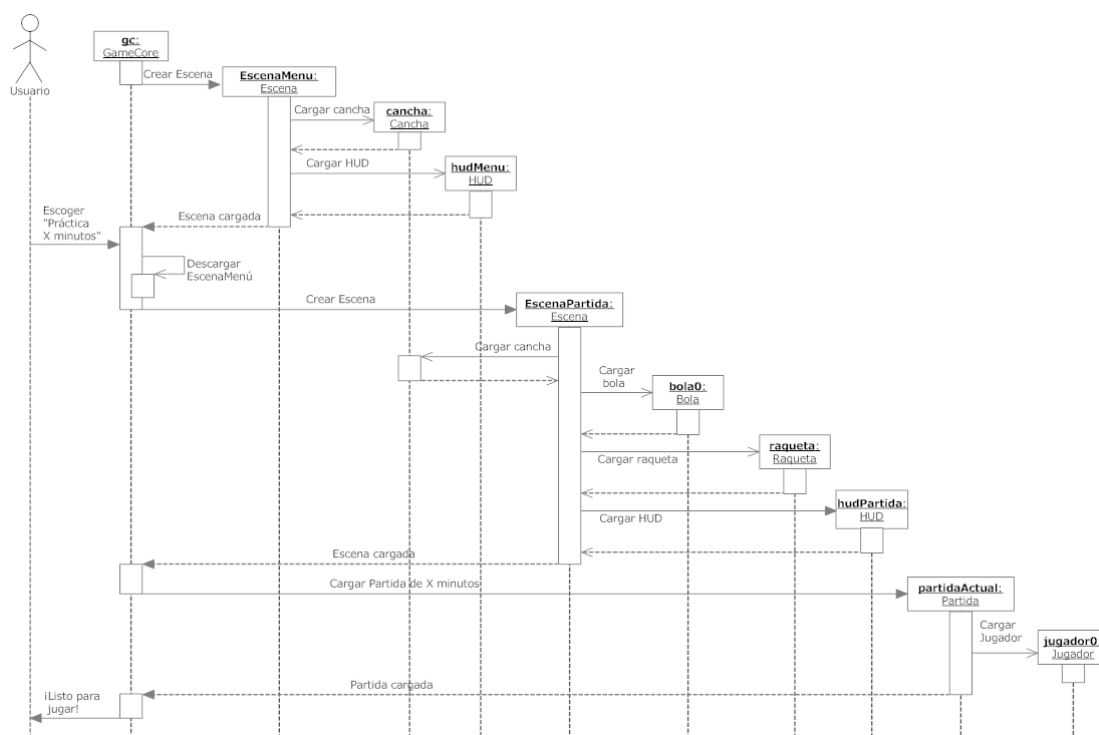 gc:
GameCore
Usuario
Crear Escena
EscenaMenu:
Escena
Cargar cancha
cancha:
Cancha
Cargar HUD
hudMenu:
HUD
Escena cargada
Escoger
"Práctica
X minutos"
Descargar
EscenaMenú
Crear Escena
EscenaPartida:
Escena
Cargar cancha
Cargar
bola
bola0:
Bola
Cargar raqueta
raqueta:
Raqueta
Cargar HUD
hudPartida:
HUD
Escena cargada
Cargar Partida de X minutos
partidaActual:
Partida
Cargar
Jugador
jugador0:
Jugador
Partida cargada
¡Listo para
jugar!